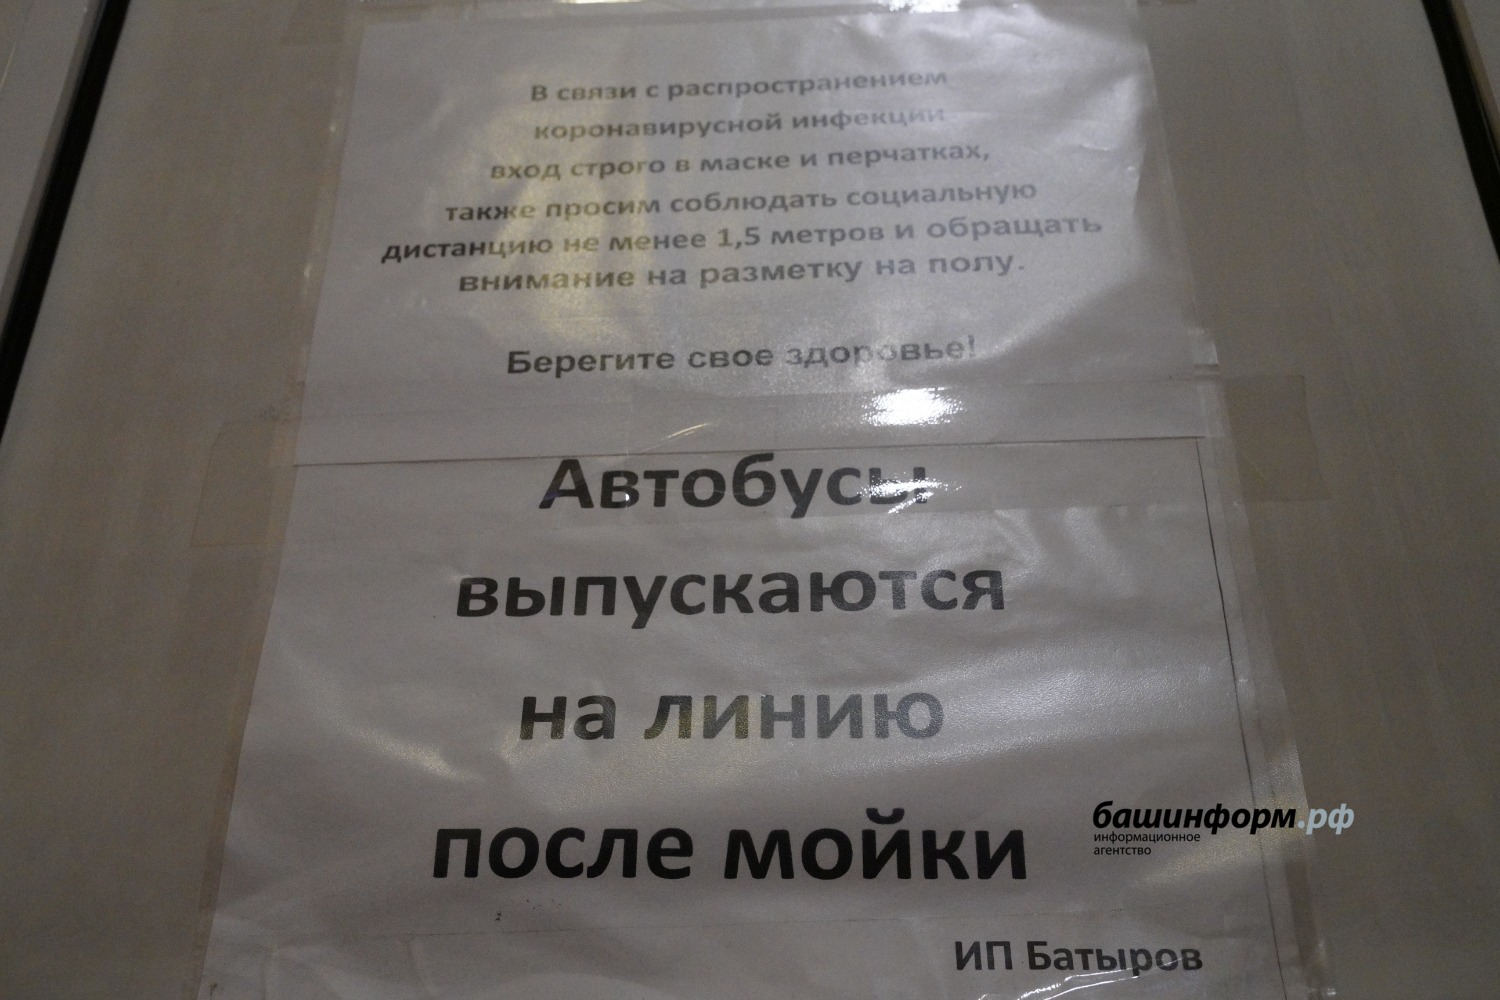 В связи с распространением
коронавирусной инфекции
вход строго в маске и перчатках,
также просим соблюдать социальную
дистанцию не менее 1,5 метров и обращать
внимание на разметку на полу.
Берегите свое здоровье!
Автобусы
выпускаются
на линию
после мойки
башинформ.рф
информационное
агентство
ИП Батыров